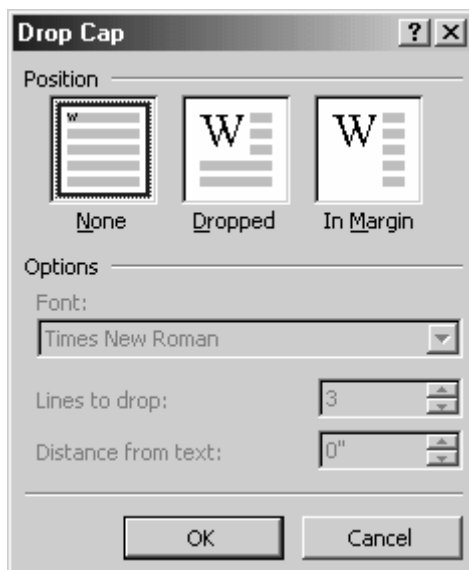 Drop Cap ? X
Position
W W W
None Dropped In Margin
Options
Font:
Times New Roman
Lines to drop: 3
Distance from text: 0"
OK Cancel